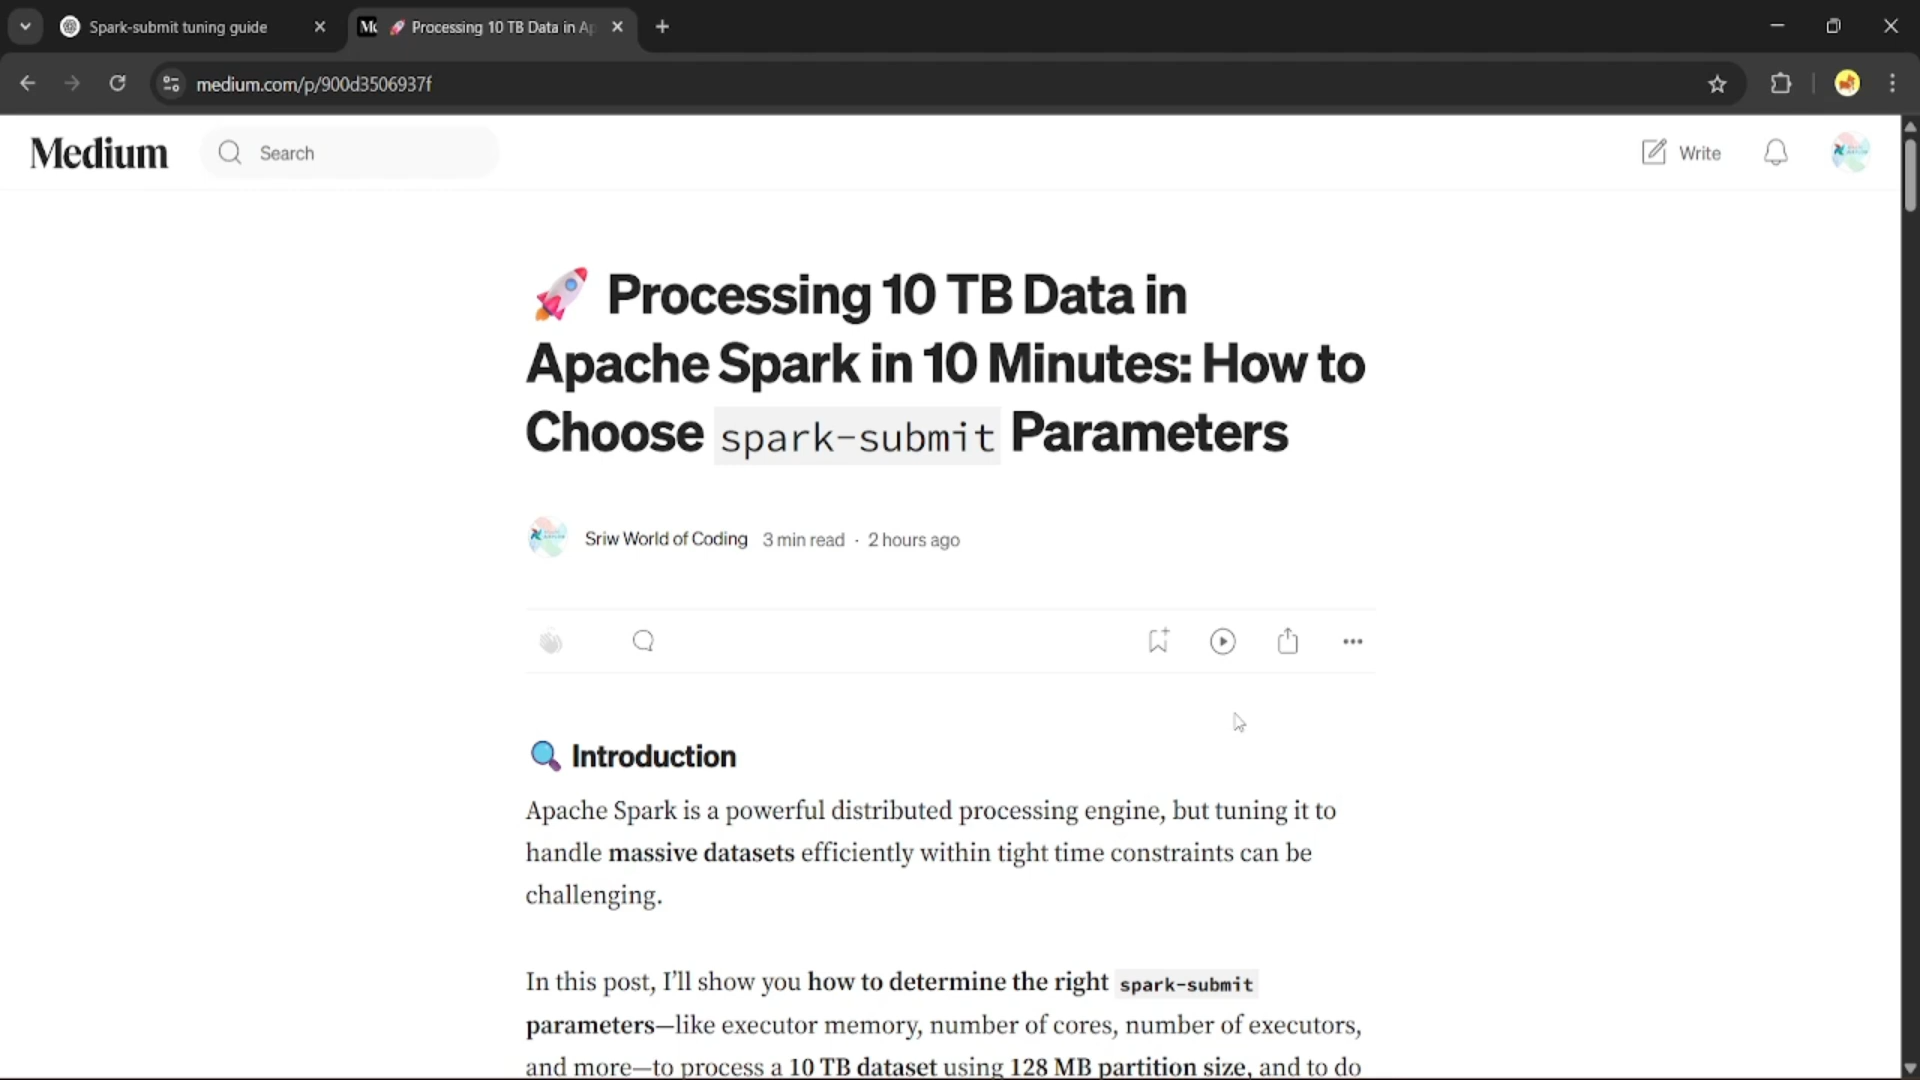 Spark-submit tuning guide
Processing 10 TB Data in Ap
medium.com/p/900d3506937f
Medium
Search
Write
Processing 10 TB Data in
Apache Spark in 10 Minutes: How to
Choose spark-submit Parameters
Sriw World of Coding 3 min read · 2 hours ago
Introduction
Apache Spark is a powerful distributed processing engine, but tuning it to
handle massive datasets efficiently within tight time constraints can be
challenging.
In this post, I’ll show you how to determine the right spark-submit
parameters—like executor memory, number of cores, number of executors,
and more—to process a 10 TB dataset using 128 MB partition size, and to do